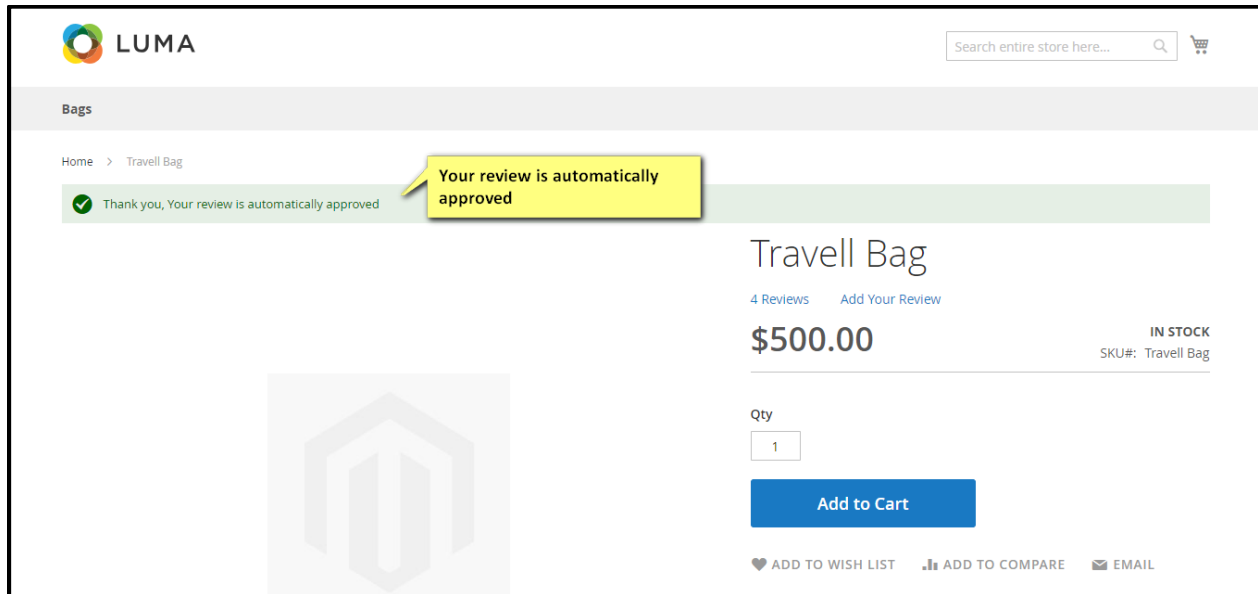 LUMA
Search entire store here...
Bags
Home > Travell Bag
Your review is automatically
approved
Thank you, Your review is automatically approved
Travell Bag
4 Reviews Add Your Review
$500.00
IN STOCK
SKU#: Travell Bag
Qty
1
Add to Cart
ADD TO WISH LIST ADD TO COMPARE EMAIL